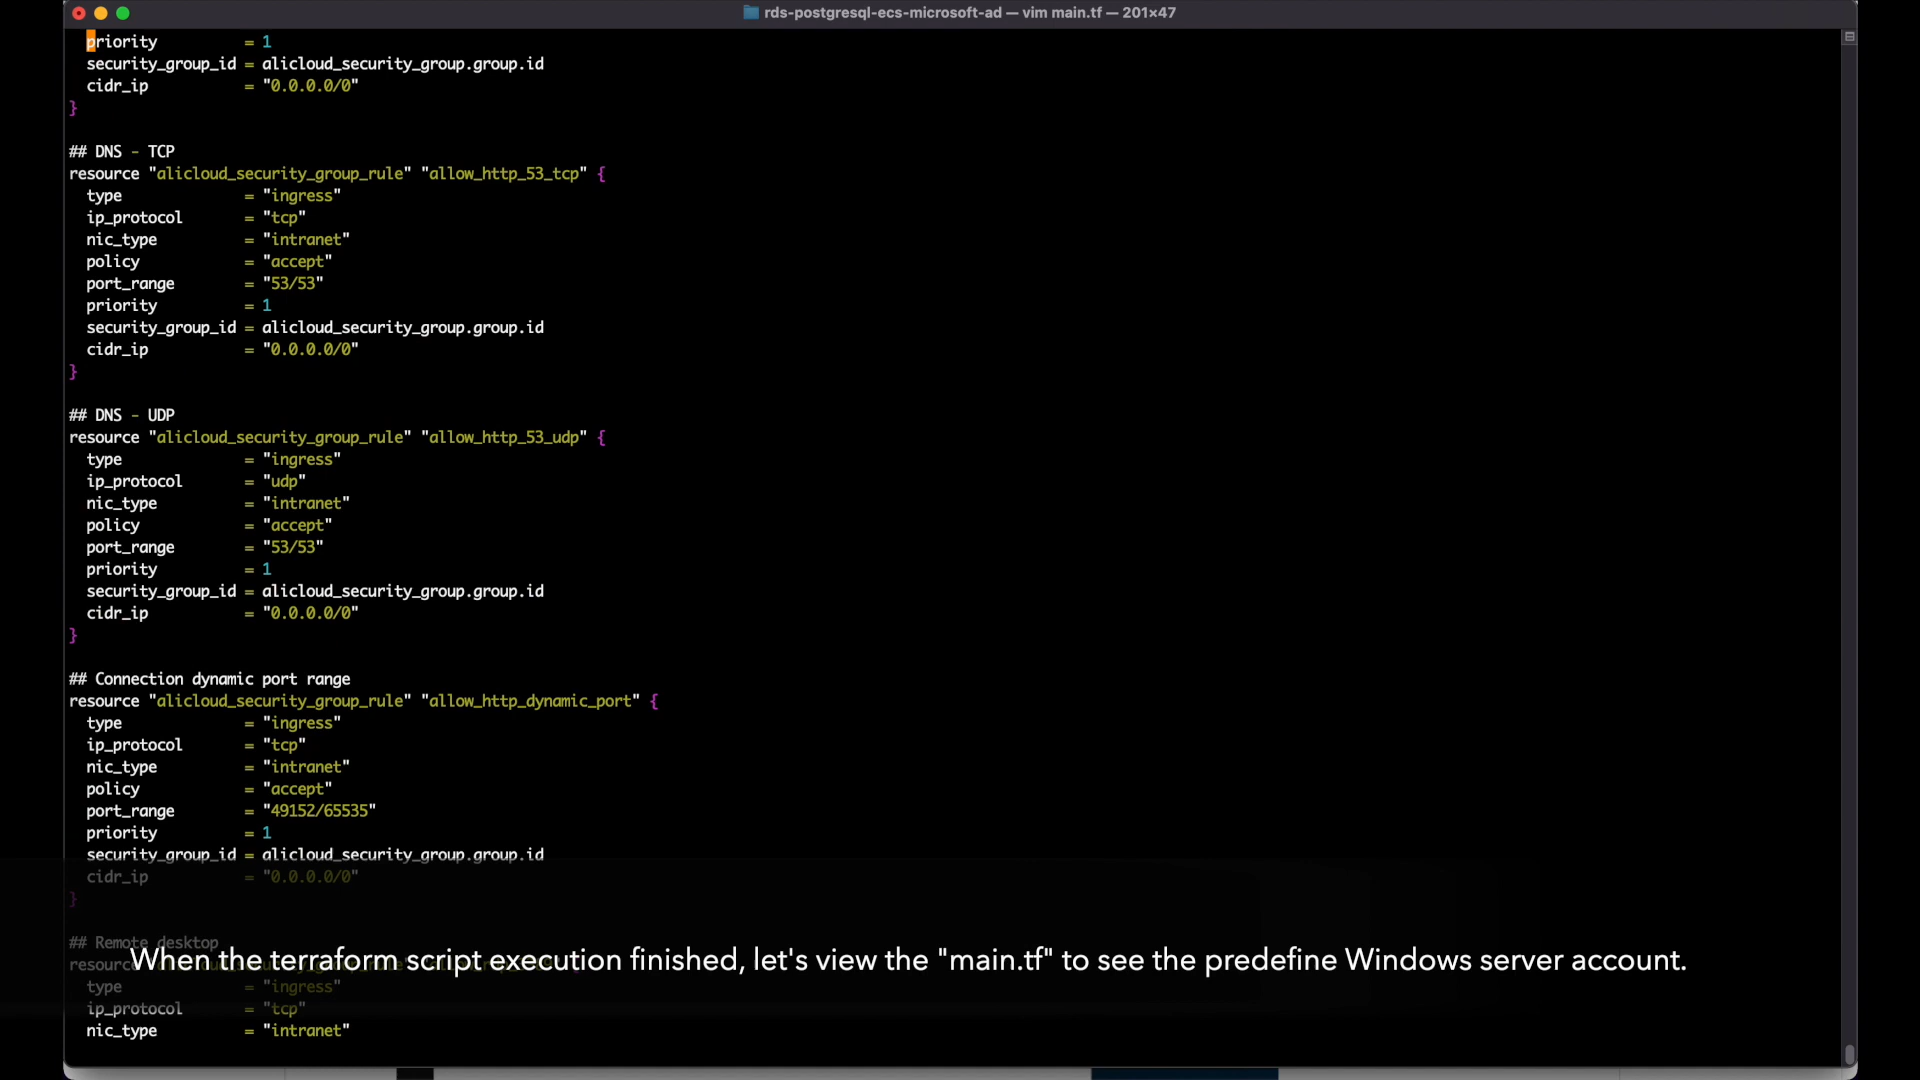 rds-postgresql-ecs-microsoft-ad — vim main.tf — 201×47
priority = 1
security_group_id = alicloud_security_group.group.id
cidr_ip = "0.0.0.0/0"
}
## DNS - TCP
resource "alicloud_security_group_rule" "allow_http_53_tcp" {
type = "ingress"
ip_protocol = "tcp"
nic_type = "intranet"
policy = "accept"
port_range = "53/53"
priority = 1
security_group_id = alicloud_security_group.group.id
cidr_ip = "0.0.0.0/0"
}
## DNS - UDP
resource "alicloud_security_group_rule" "allow_http_53_udp" {
type = "ingress"
ip_protocol = "udp"
nic_type = "intranet"
policy = "accept"
port_range = "53/53"
priority = 1
security_group_id = alicloud_security_group.group.id
cidr_ip = "0.0.0.0/0"
}
## Connection dynamic port range
resource "alicloud_security_group_rule" "allow_http_dynamic_port" {
type = "ingress"
ip_protocol = "tcp"
nic_type = "intranet"
policy = "accept"
port_range = "49152/65535"
priority = 1
security_group_id = alicloud_security_group.group.id
cidr_ip = "0.0.0.0/0"
}
## Remote desktop
resource
When the terraform script execution finished, let's view the "main.tf" to see the predefine Windows server account.
type = "ingress"
ip_protocol = "tcp"
nic_type = "intranet"